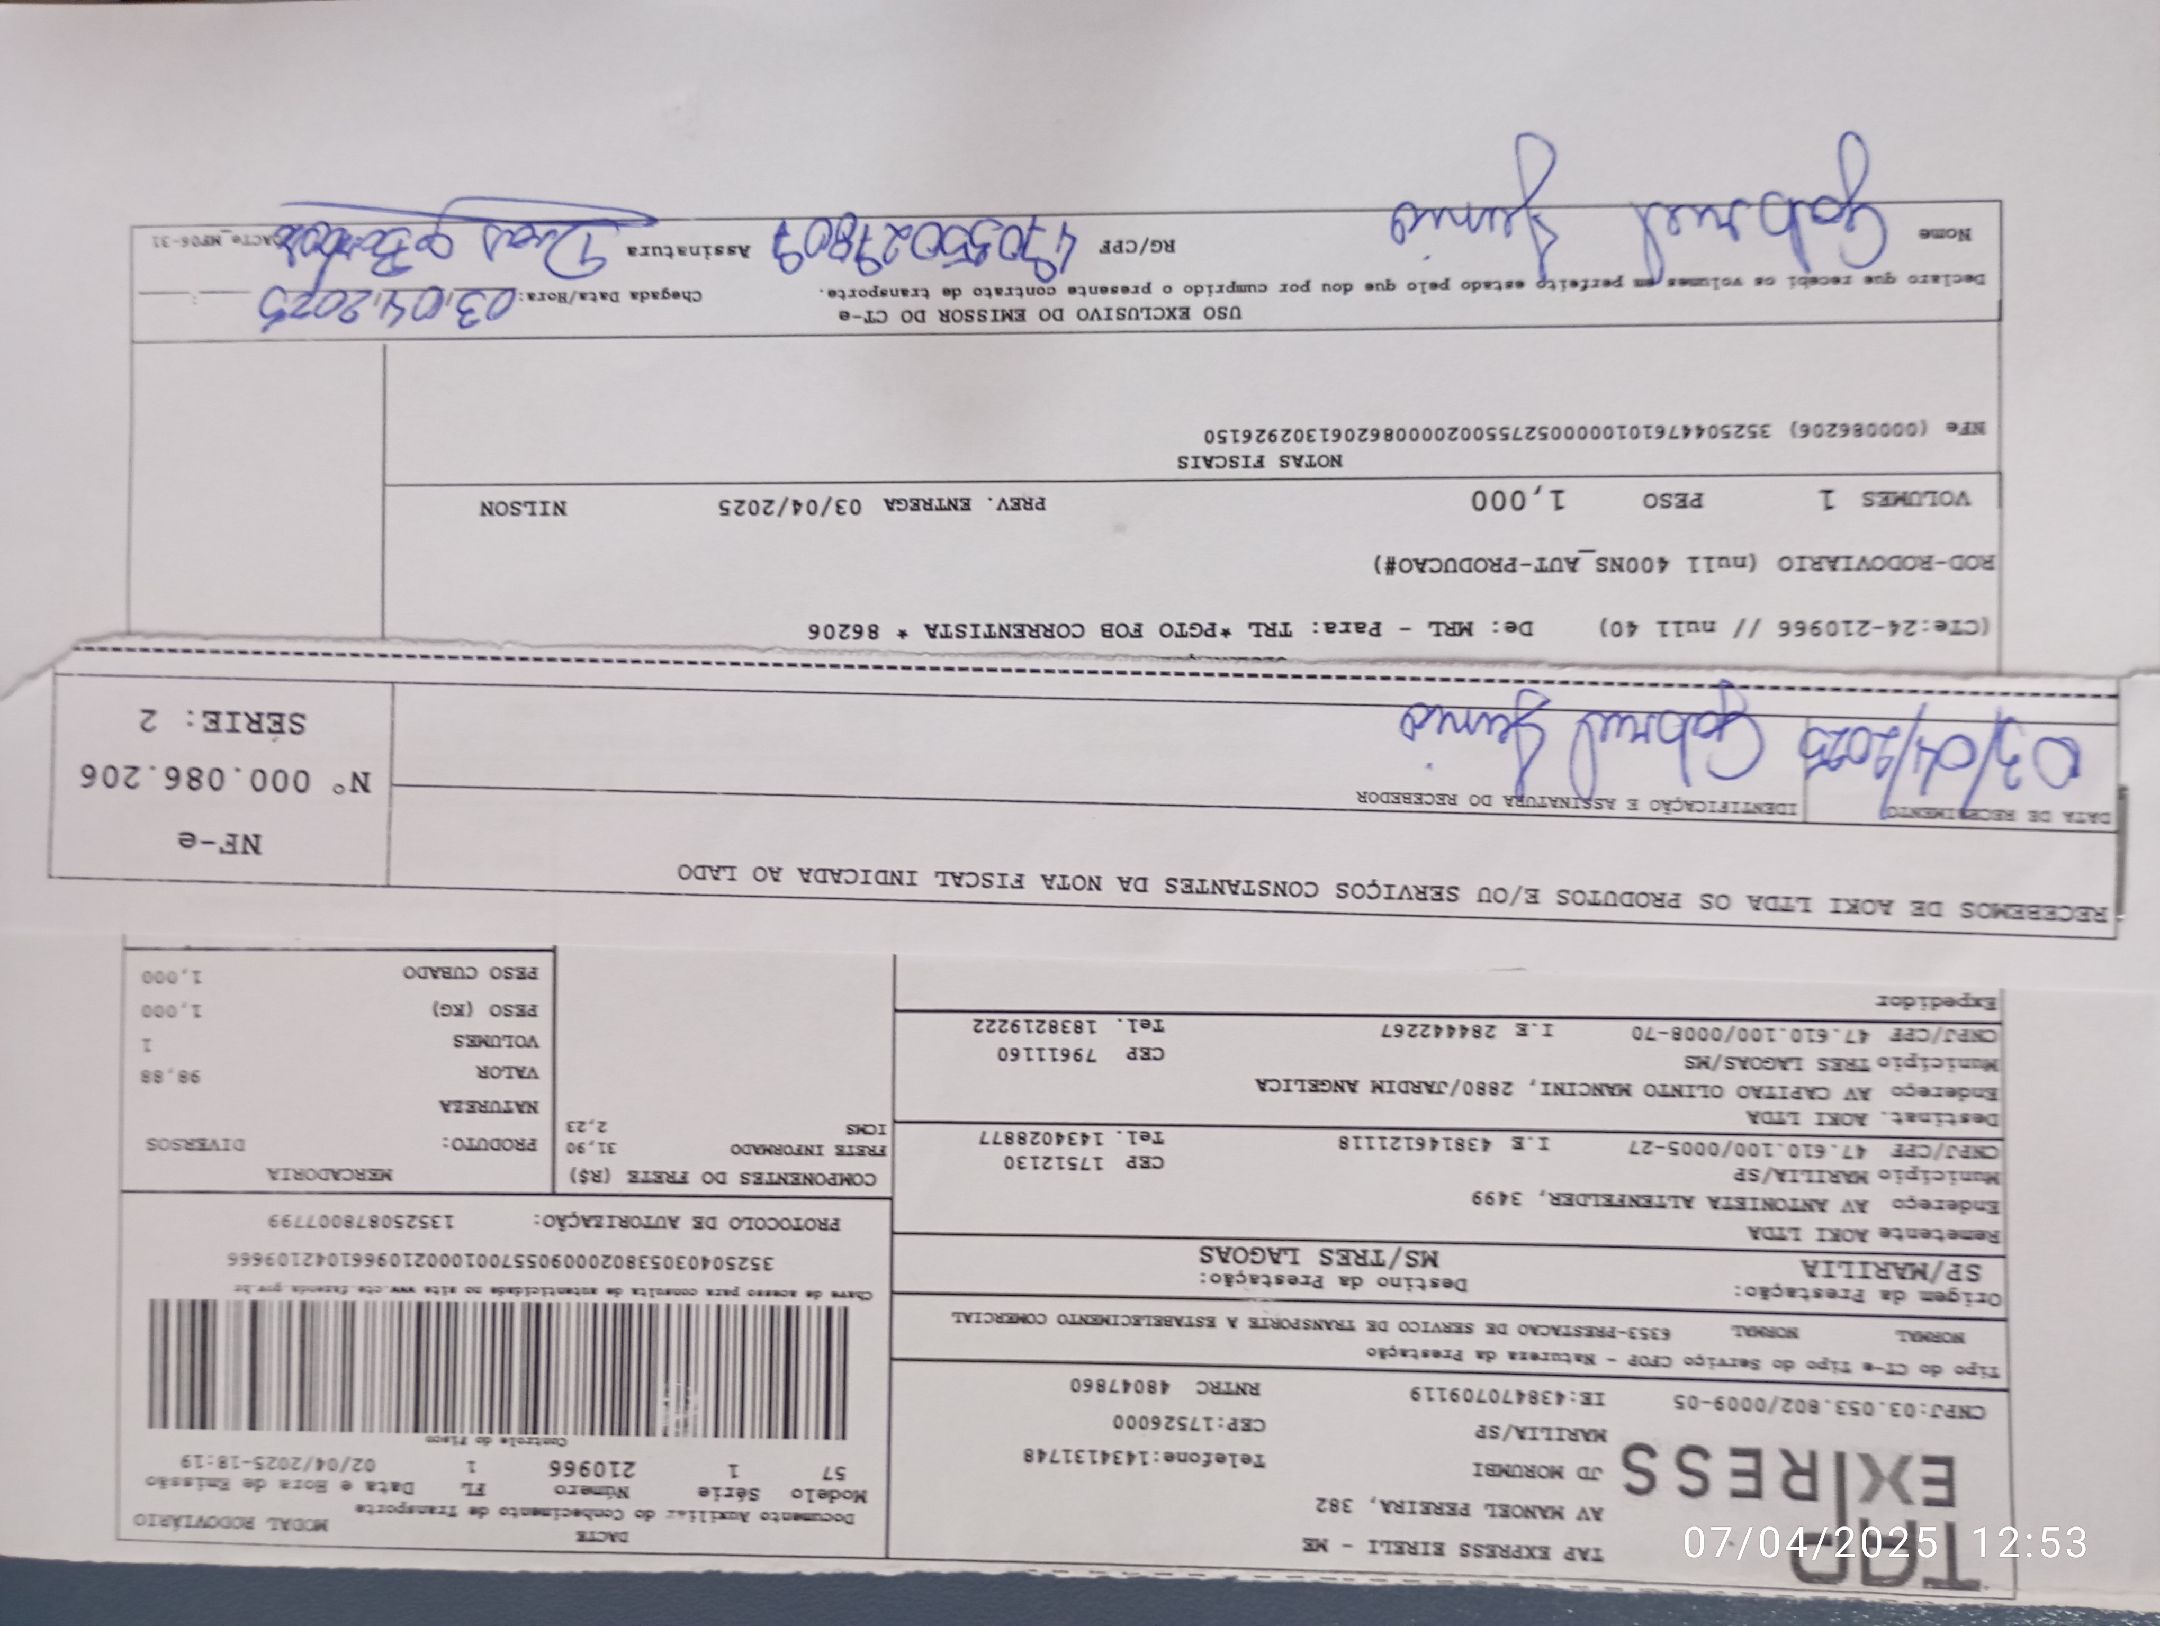 TAP EXPRESS
TAP EXPRESS EIRELI - ME
AV MANOEL PEREIRA, 382
JD MORUMBI
MARILIA/SP
Telefone:1434131748
CEP:17526000
CNPJ:03.053.802/0009-05 IE:438470709119 RNTRC 48047860
DACTE
Documento Auxiliar do Conhecimento de Transporte
MODAL RODOVIÁRIO
Modelo Série Número FL Data e Hora de Emissão
57 1 210966 1 02/04/2025-18:19
Controle do Fisco
Chave de acesso para consulta de autenticidade no site www.cte.fazenda.gov.br
PROTOCOLO DE AUTORIZAÇÃO: 135250878007799
Tipo do CT-e Tipo do Serviço CFOP - Natureza da Prestação
NORMAL NORMAL 6353-PRESTACAO DE SERVICO DE TRANSPORTE A ESTABELECIMENTO COMERCIAL
Origem da Prestação: Destino da Prestação:
SP/MARILIA MS/TRES LAGOAS
Remetente AOKI LTDA
Endereço AV ANTONIETA ALTENFELDER, 3499
Município MARILIA/SP CEP 17512130
CNPJ/CPF 47.610.100/0005-27 I.E 438146121118 Tel. 1434028877
Destinat. AOKI LTDA
Endereço AV CAPITAO OLINTO MANCINI, 2880/JARDIM ANGELICA
Município TRES LAGOAS/MS CEP 79611160
CNPJ/CPF 47.610.100/0008-70 I.E 284442267 Tel. 1838219222
Expedidor
COMPONENTES DO FRETE (R$)
FRETE INFORMADO 31,90
ICMS 2,23
MERCADORIA
PRODUTO: DIVERSOS
NATUREZA
VALOR 98,88
VOLUMES 1
PESO (KG) 1,000
PESO CUBADO 1,000
RECEBEMOS DE AOKI LTDA OS PRODUTOS E/OU SERVIÇOS CONSTANTES DA NOTA FISCAL INDICADA AO LADO
DATA DE RECEBIMENTO IDENTIFICAÇÃO E ASSINATURA DO RECEBEDOR
03/04/2025 Gabriel Junio
NF-e
Nº 000.086.206
SÉRIE: 2
(CTe:24-210966 // null 40) De: MRL - Para: TRL *PGTO FOB CORRENTISTA * 86206
ROD-RODOVIARIO (null 400NS_AUT-PRODUCAO#)
VOLUMES 1 PESO 1,000 PREV. ENTREGA 03/04/2025 NILSON
NOTAS FISCAIS
NFe (000086206) 35250447610100000527550020000862061302926150
USO EXCLUSIVO DO EMISSOR DO CT-e
Declaro que recebi os volumes em perfeito estado pelo que dou por cumprido o presente contrato de transporte. Chegada Data/Hora: 03/04/2025
Nome Gabriel Junio RG/CPF 47085027809 Assinatura DACTe_MP06-31
07/04/2025 12:53